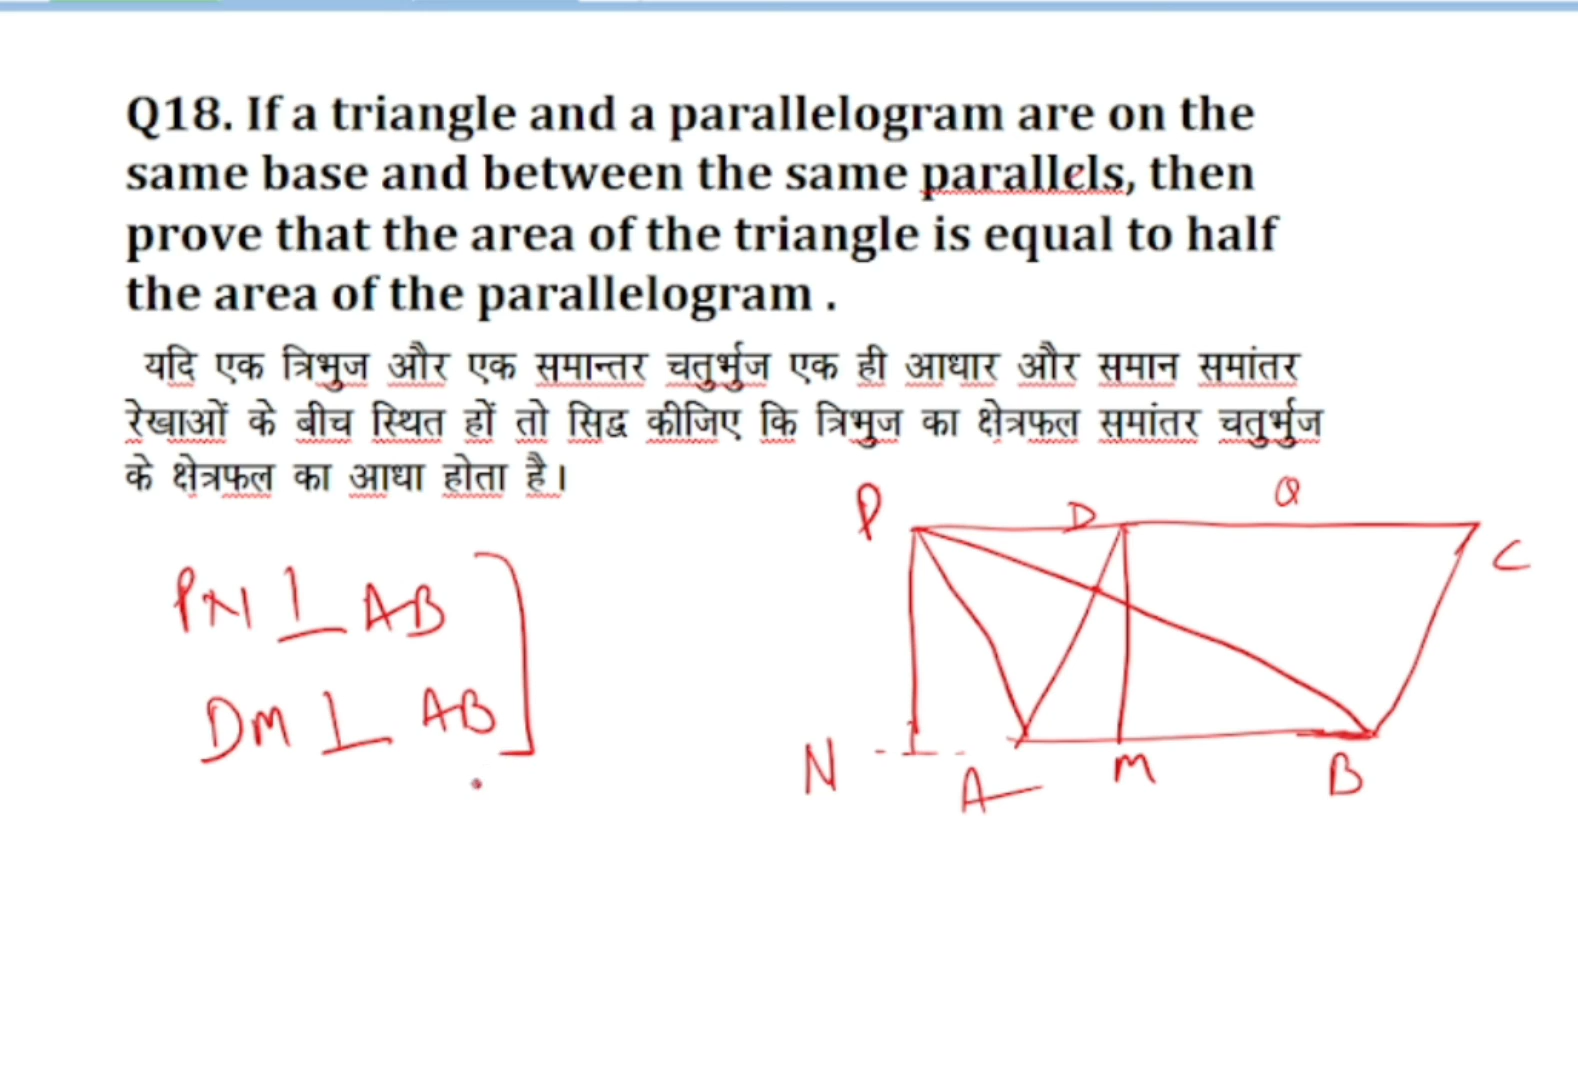 Q18. If a triangle and a parallelogram are on the
same base and between the same parallels, then
prove that the area of the triangle is equal to half
the area of the parallelogram .
यदि एक त्रिभुज और एक समान्तर चतुर्भुज एक ही आधार और समान समांतर
रेखाओं के बीच स्थित हों तो सिद्व कीजिए कि त्रिभुज का क्षेत्रफल समांतर चतुर्भुज
के क्षेत्रफल का आधा होता है।
P D Q
C
PN ⊥ AB
DM ⊥ AB
N A M B